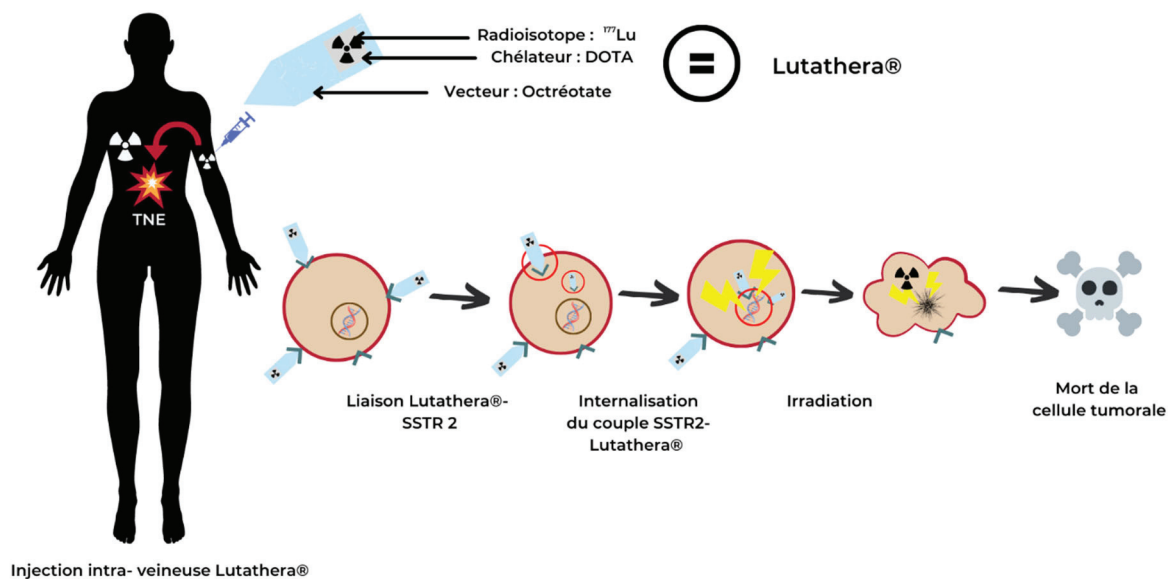 Radioisotope : ¹⁷⁷Lu
Chélateur : DOTA
Vecteur : Octréotate
Lutathera®
TNE
Liaison Lutathera®-
SSTR 2
Internalisation
du couple SSTR2-
Lutathera®
Irradiation
Mort de la
cellule tumorale
Injection intra- veineuse Lutathera®